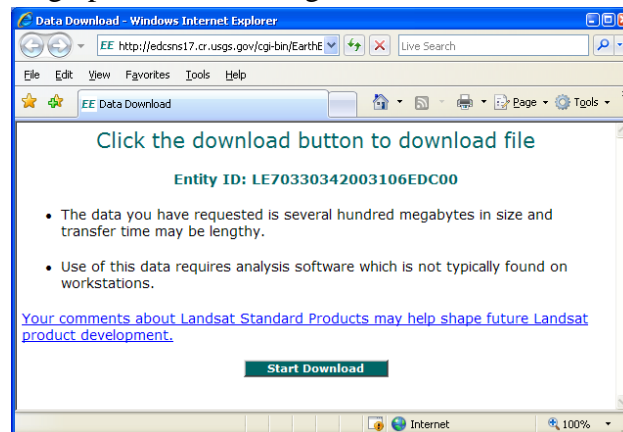 Data Download - Windows Internet Explorer
EE http://edcsns17.cr.usgs.gov/cgi-bin/EarthE
Live Search
File Edit View Favorites Tools Help
EE Data Download
Page Tools
Click the download button to download file
Entity ID: LE70330342003106EDC00
• The data you have requested is several hundred megabytes in size and
transfer time may be lengthy.
• Use of this data requires analysis software which is not typically found on
workstations.
Your comments about Landsat Standard Products may help shape future Landsat
product development.
Start Download
Internet
100%